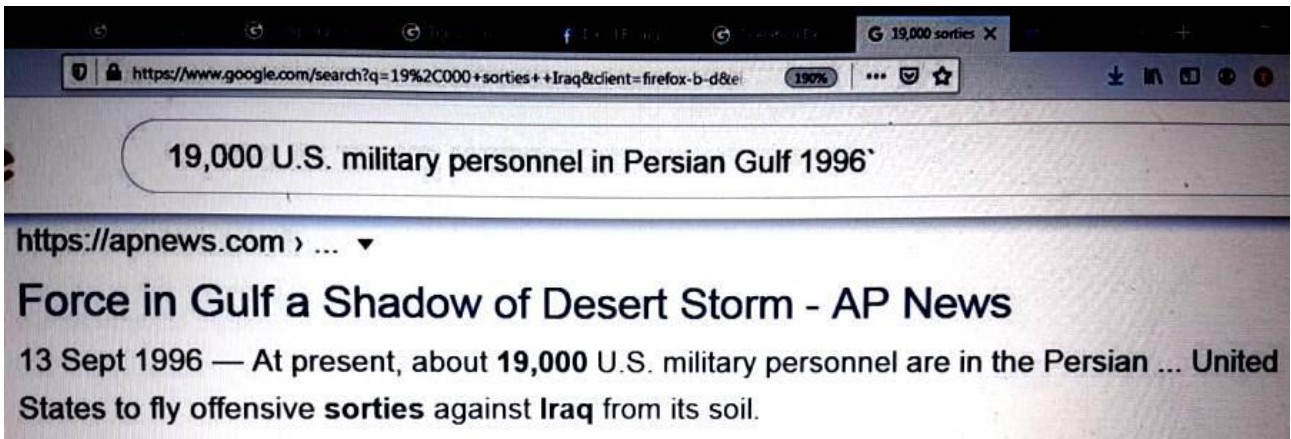 G 19,000 sorties X
https://www.google.com/search?q=19%2C000+sorties++Iraq&client=firefox-b-d&ei
190%
19,000 U.S. military personnel in Persian Gulf 1996`
https://apnews.com › ... ▼
Force in Gulf a Shadow of Desert Storm - AP News
13 Sept 1996 — At present, about 19,000 U.S. military personnel are in the Persian ... United
States to fly offensive sorties against Iraq from its soil.